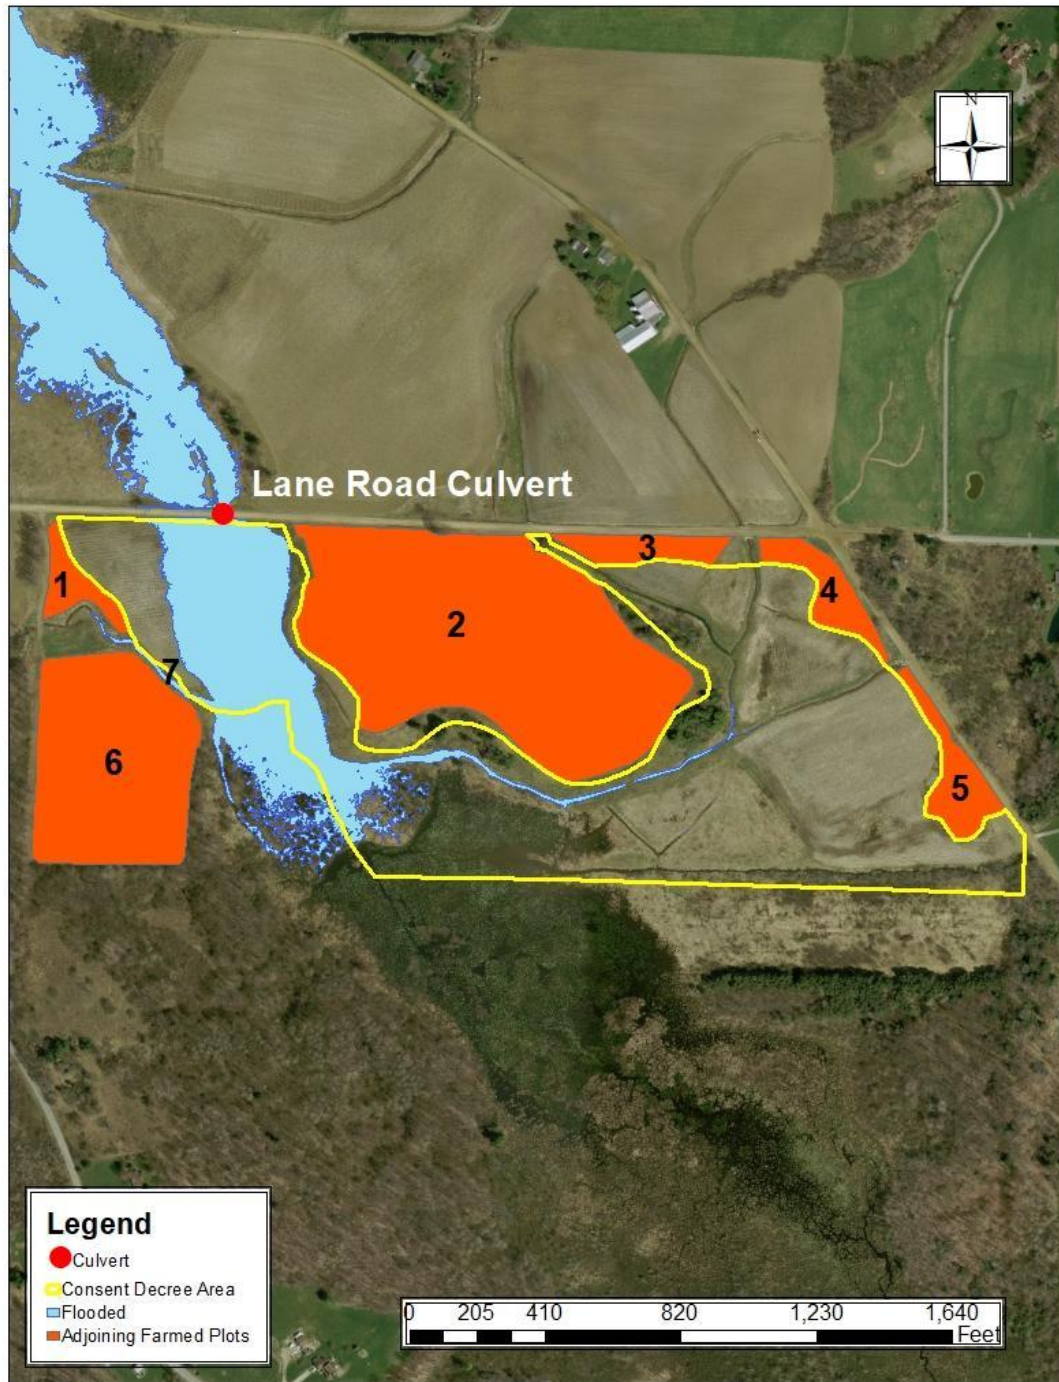 N
Lane Road Culvert
1
2
3
4
5
6
7
Legend
Culvert
Consent Decree Area
Flooded
Adjoining Farmed Plots
0 205 410 820 1,230 1,640
Feet